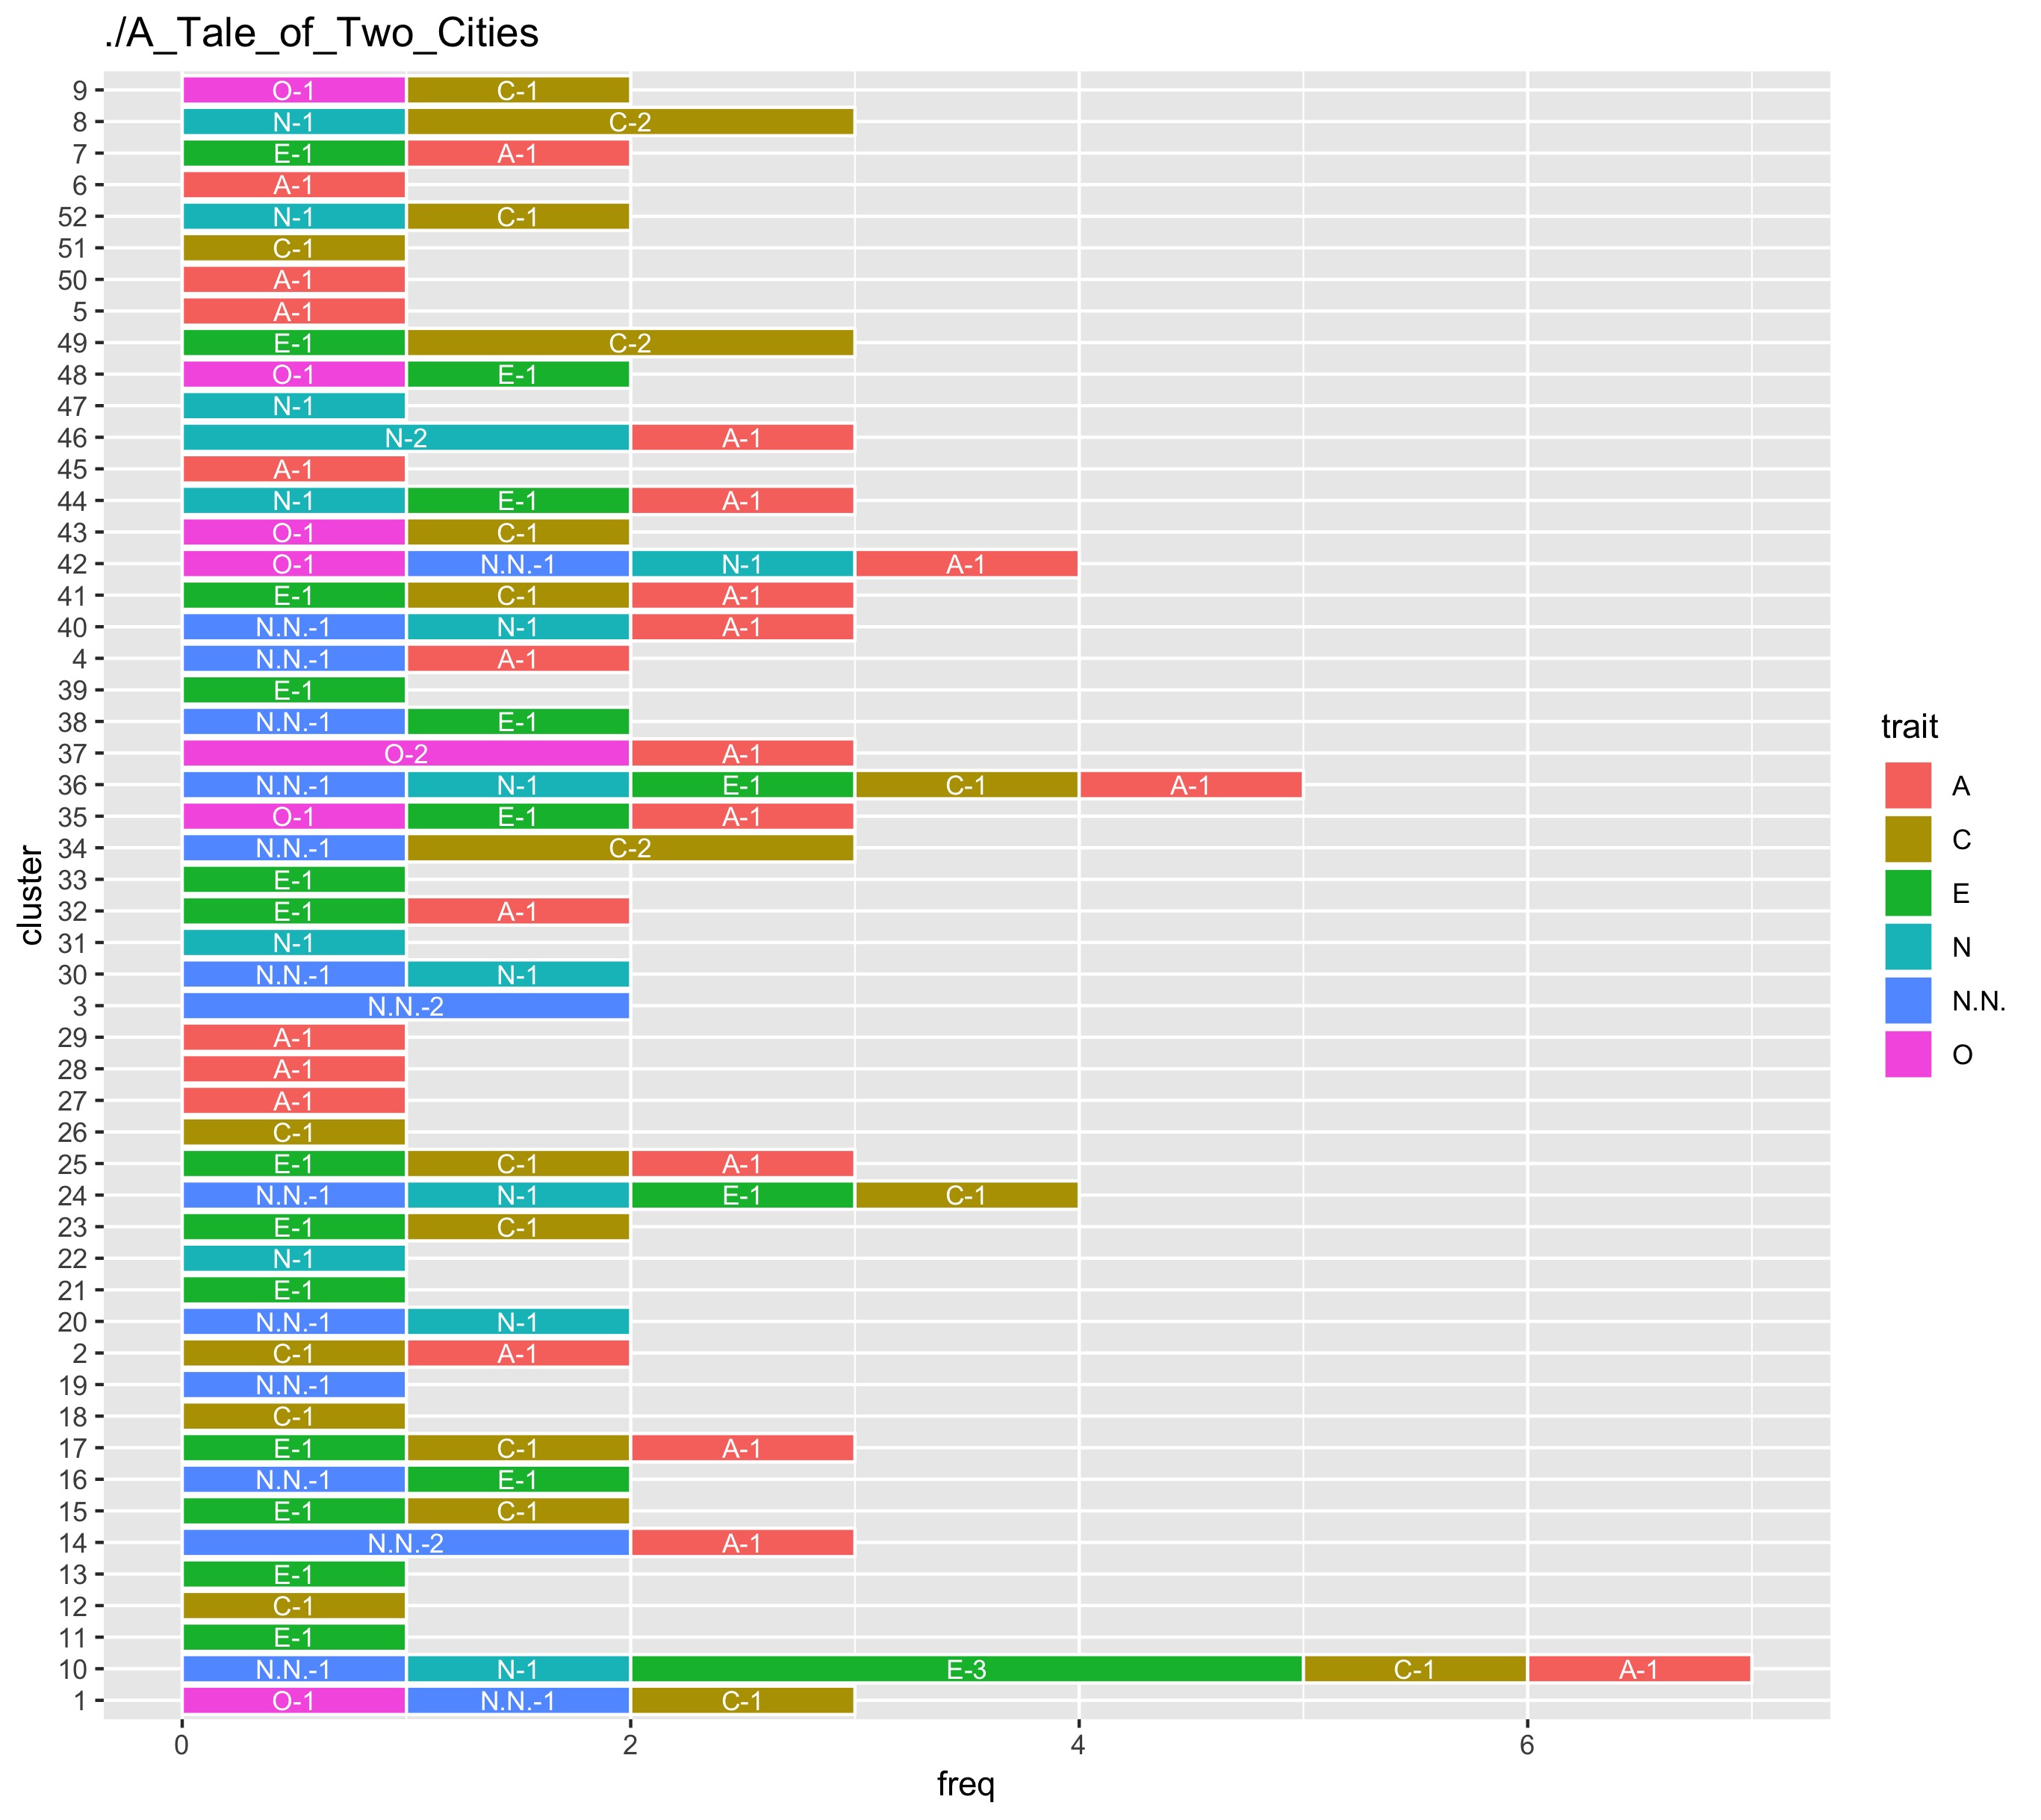 ./A_Tale_of_Two_Cities
9 O-1 C-1
8 N-1 C-2
7 E-1 A-1
6 A-1
52 N-1 C-1
51 C-1
50 A-1
5 A-1
49 E-1 C-2
48 O-1 E-1
47 N-1
46 N-2 A-1
45 A-1
44 N-1 E-1 A-1
43 O-1 C-1
42 O-1 N.N.-1 N-1 A-1
41 E-1 C-1 A-1
40 N.N.-1 N-1 A-1
4 N.N.-1 A-1
39 E-1
38 N.N.-1 E-1
37 O-2 A-1
36 N.N.-1 N-1 E-1 C-1 A-1
35 O-1 E-1 A-1
34 N.N.-1 C-2
33 E-1
32 E-1 A-1
31 N-1
30 N.N.-1 N-1
3 N.N.-2
29 A-1
28 A-1
27 A-1
26 C-1
25 E-1 C-1 A-1
24 N.N.-1 N-1 E-1 C-1
23 E-1 C-1
22 N-1
21 E-1
20 N.N.-1 N-1
2 C-1 A-1
19 N.N.-1
18 C-1
17 E-1 C-1 A-1
16 N.N.-1 E-1
15 E-1 C-1
14 N.N.-2 A-1
13 E-1
12 C-1
11 E-1
10 N.N.-1 N-1 E-3 C-1 A-1
1 O-1 N.N.-1 C-1
0 2 4 6
freq
cluster
trait
A
C
E
N
N.N.
O